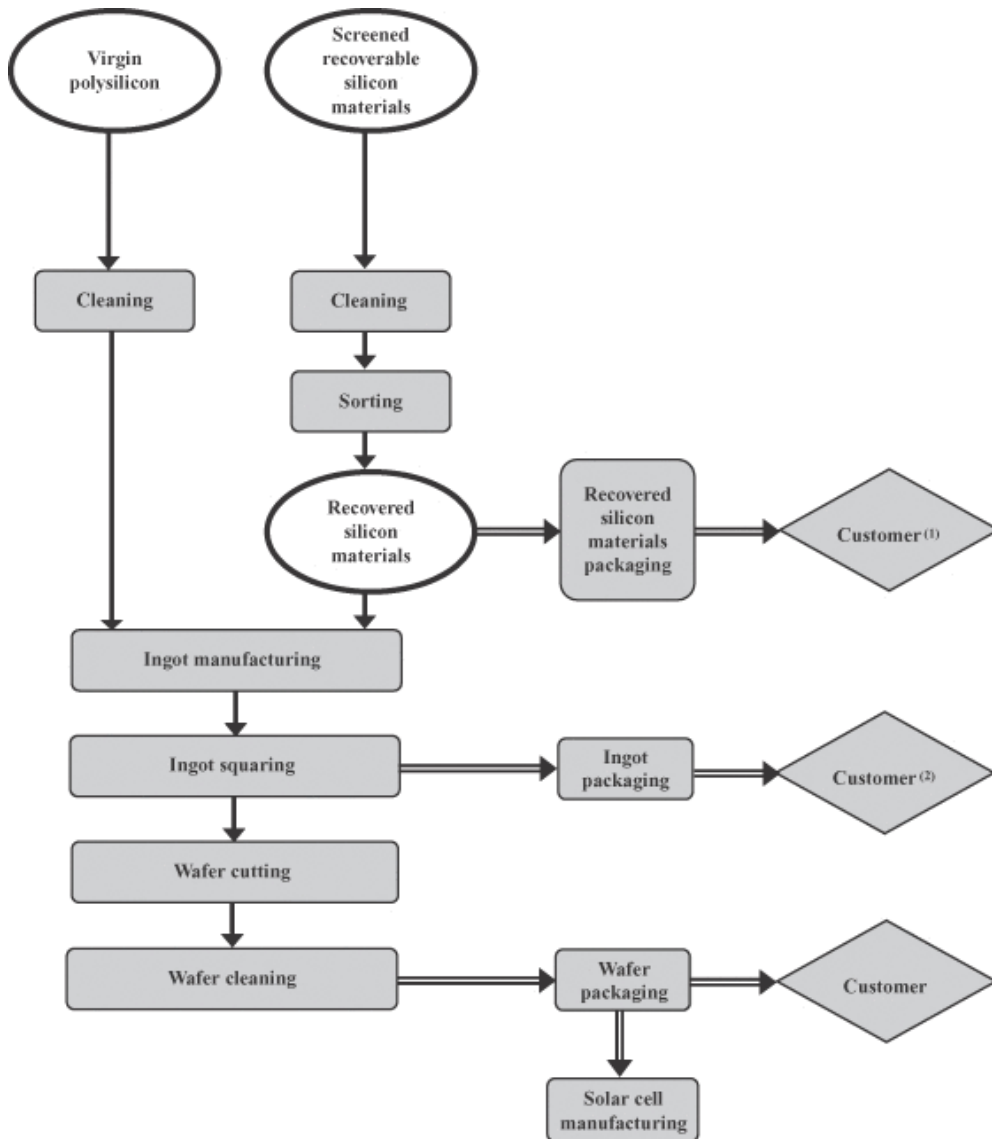 Virgin
polysilicon
Screened
recoverable
silicon
materials
Cleaning
Cleaning
Sorting
Recovered
silicon
materials
Recovered
silicon
materials
packaging
Customer (1)
Ingot manufacturing
Ingot squaring
Ingot
packaging
Customer (2)
Wafer cutting
Wafer cleaning
Wafer
packaging
Customer
Solar cell
manufacturing